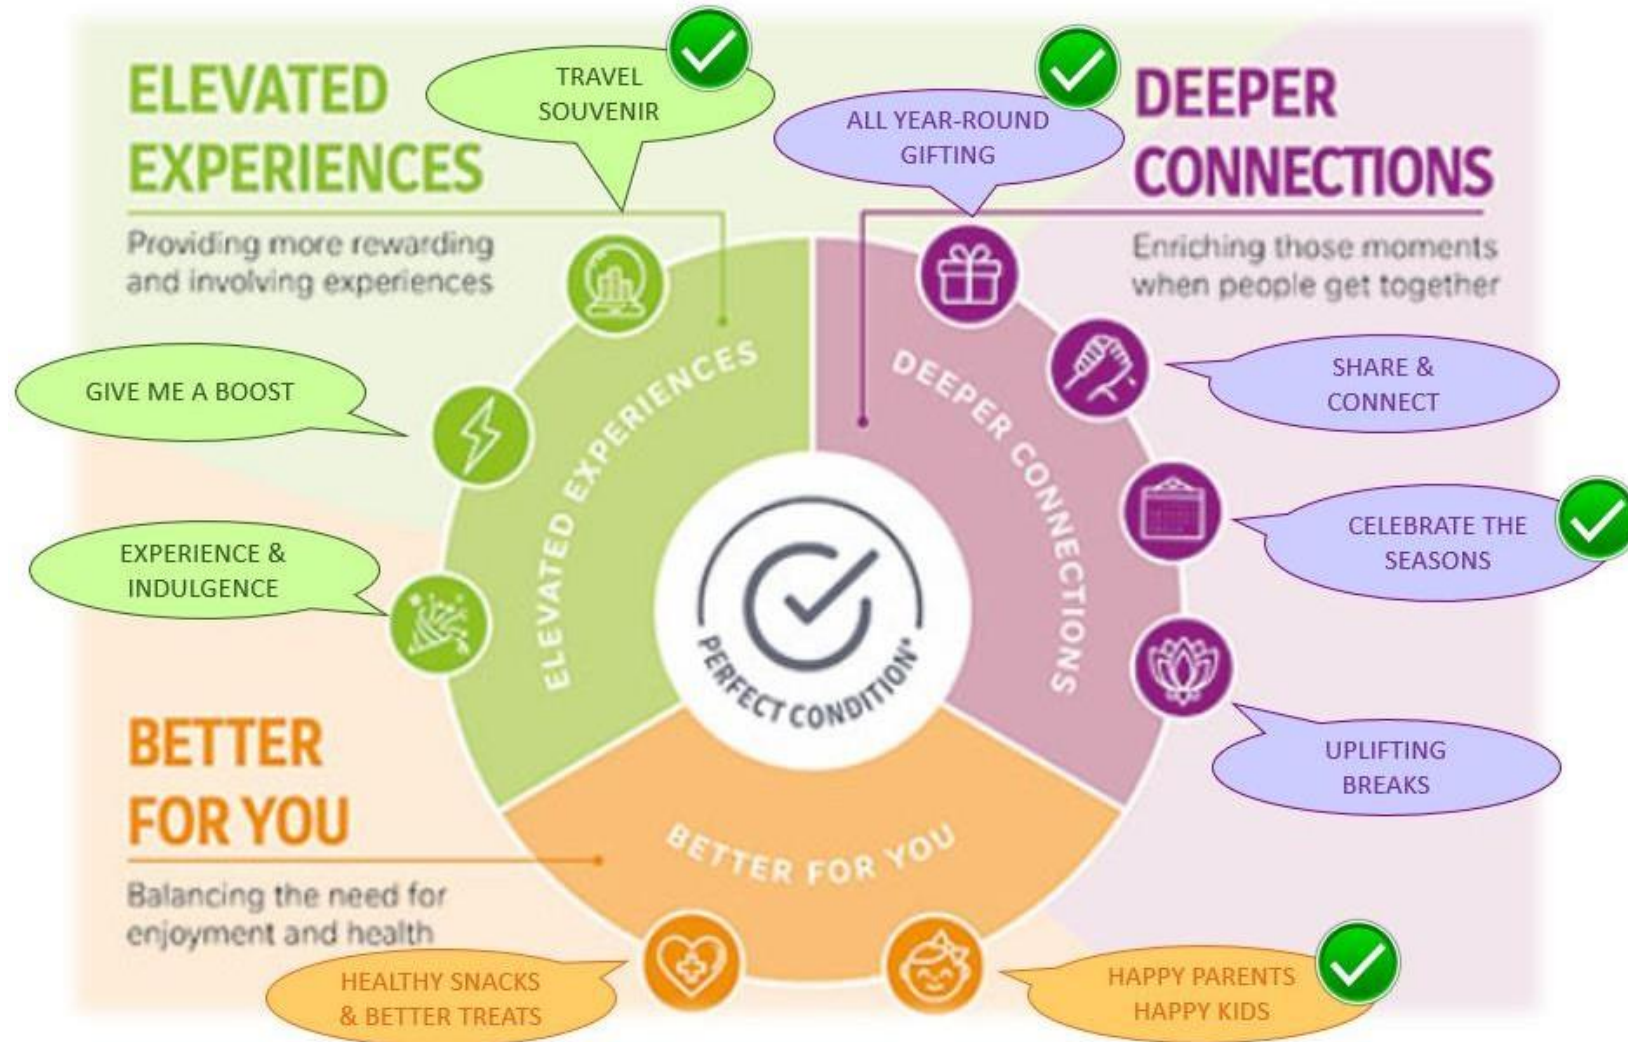 ELEVATED
EXPERIENCES
Providing more rewarding
and involving experiences
TRAVEL
SOUVENIR
GIVE ME A BOOST
EXPERIENCE &
INDULGENCE
ALL YEAR-ROUND
GIFTING
DEEPER
CONNECTIONS
Enriching those moments
when people get together
SHARE &
CONNECT
CELEBRATE THE
SEASONS
UPLIFTING
BREAKS
ELEVATED EXPERIENCES
DEEPER CONNECTIONS
PERFECT CONDITION*
BETTER FOR YOU
BETTER
FOR YOU
Balancing the need for
enjoyment and health
HEALTHY SNACKS
& BETTER TREATS
HAPPY PARENTS
HAPPY KIDS